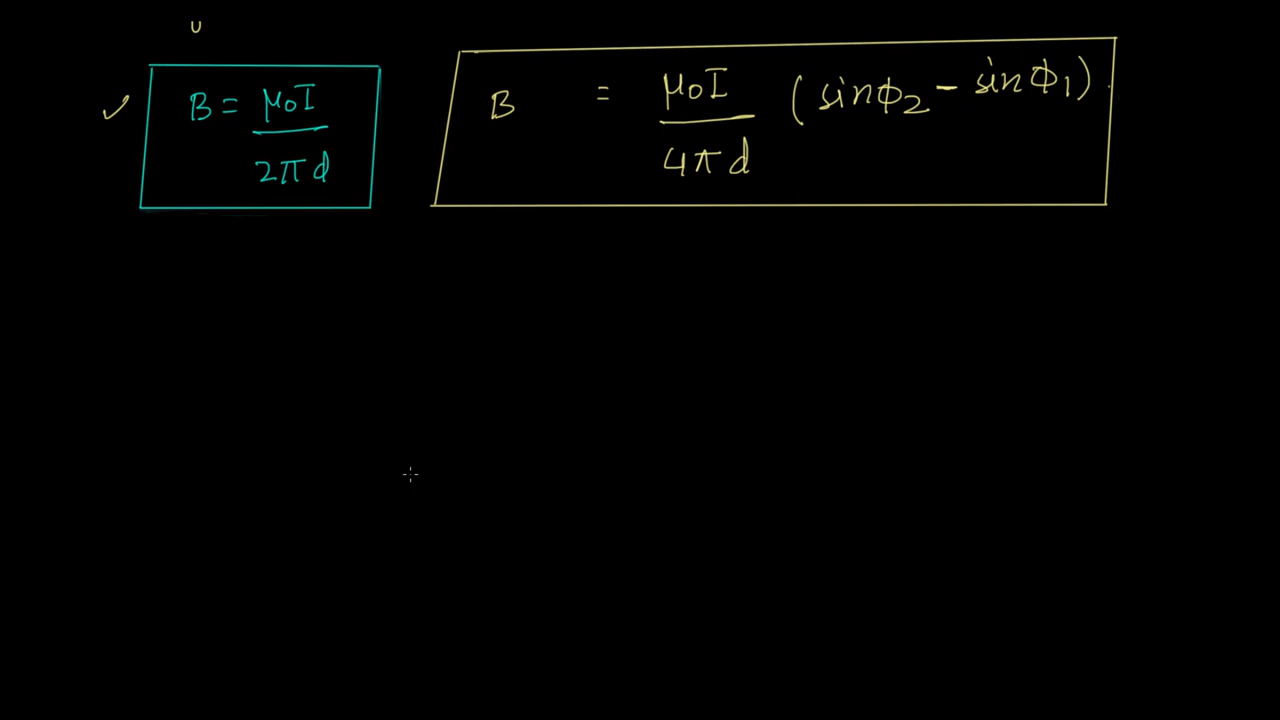 B = μ₀I / 2πd
B = μ₀I / 4πd (sinϕ₂ - sinϕ₁)